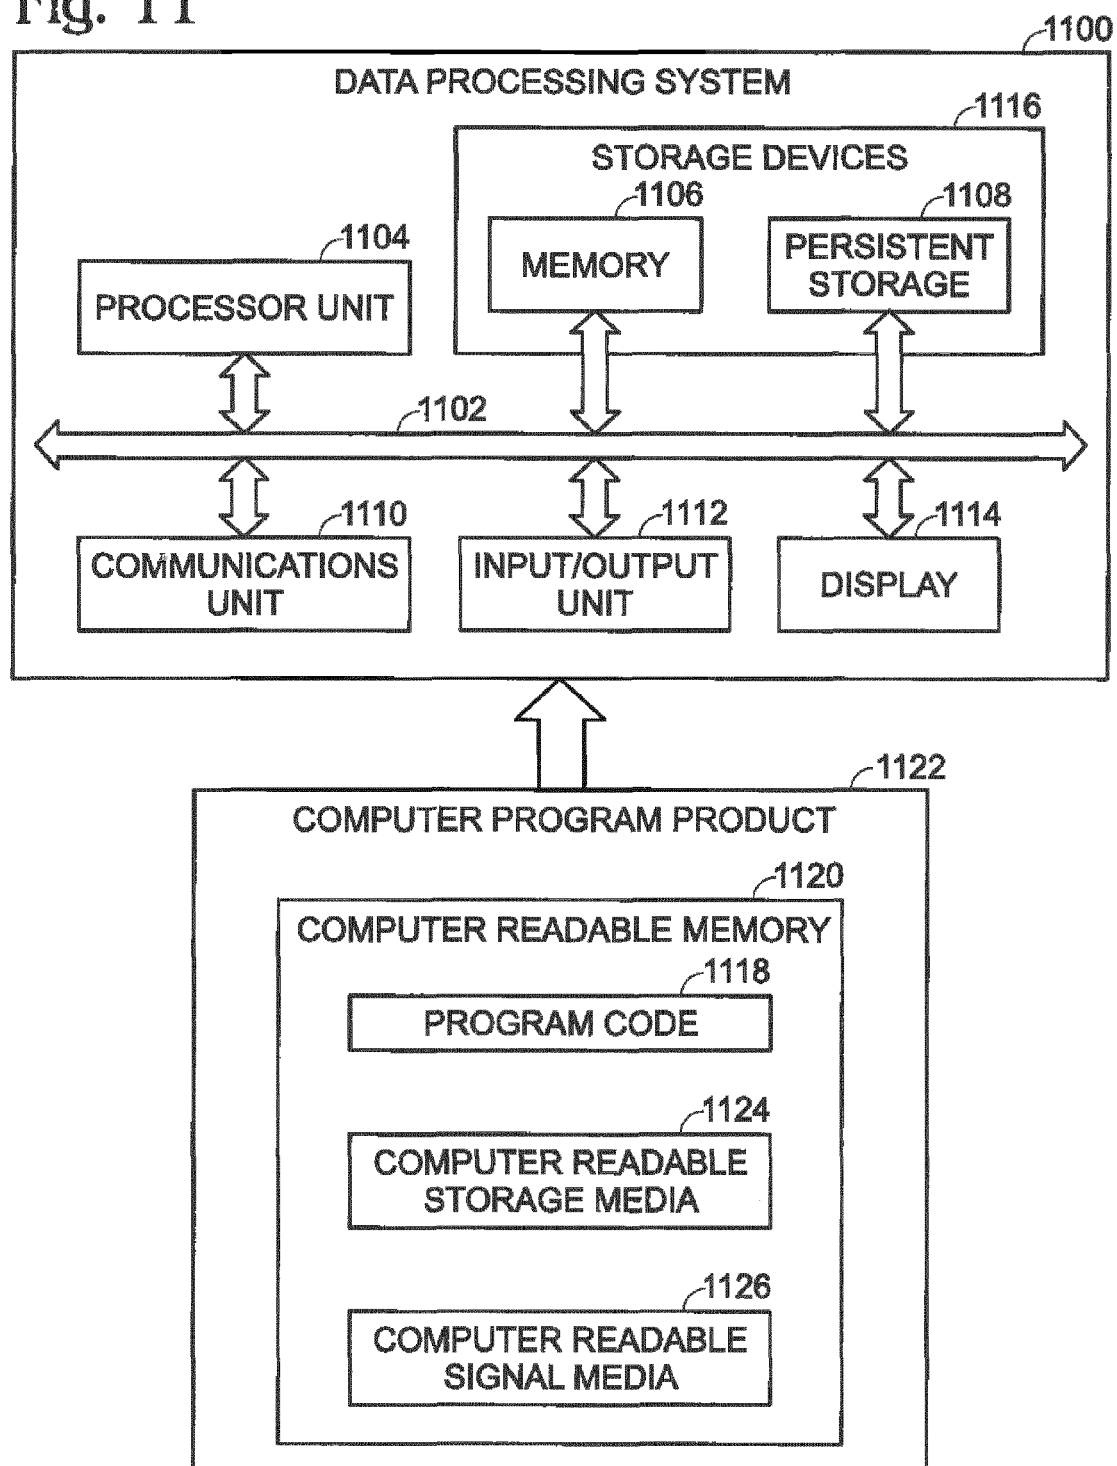 Fig. 11
1100
DATA PROCESSING SYSTEM
1116
STORAGE DEVICES
1106
1108
1104
MEMORY
PERSISTENT
STORAGE
PROCESSOR UNIT
1102
1110
1112
1114
COMMUNICATIONS
UNIT
INPUT/OUTPUT
UNIT
DISPLAY
1122
COMPUTER PROGRAM PRODUCT
1120
COMPUTER READABLE MEMORY
1118
PROGRAM CODE
1124
COMPUTER READABLE
STORAGE MEDIA
1126
COMPUTER READABLE
SIGNAL MEDIA